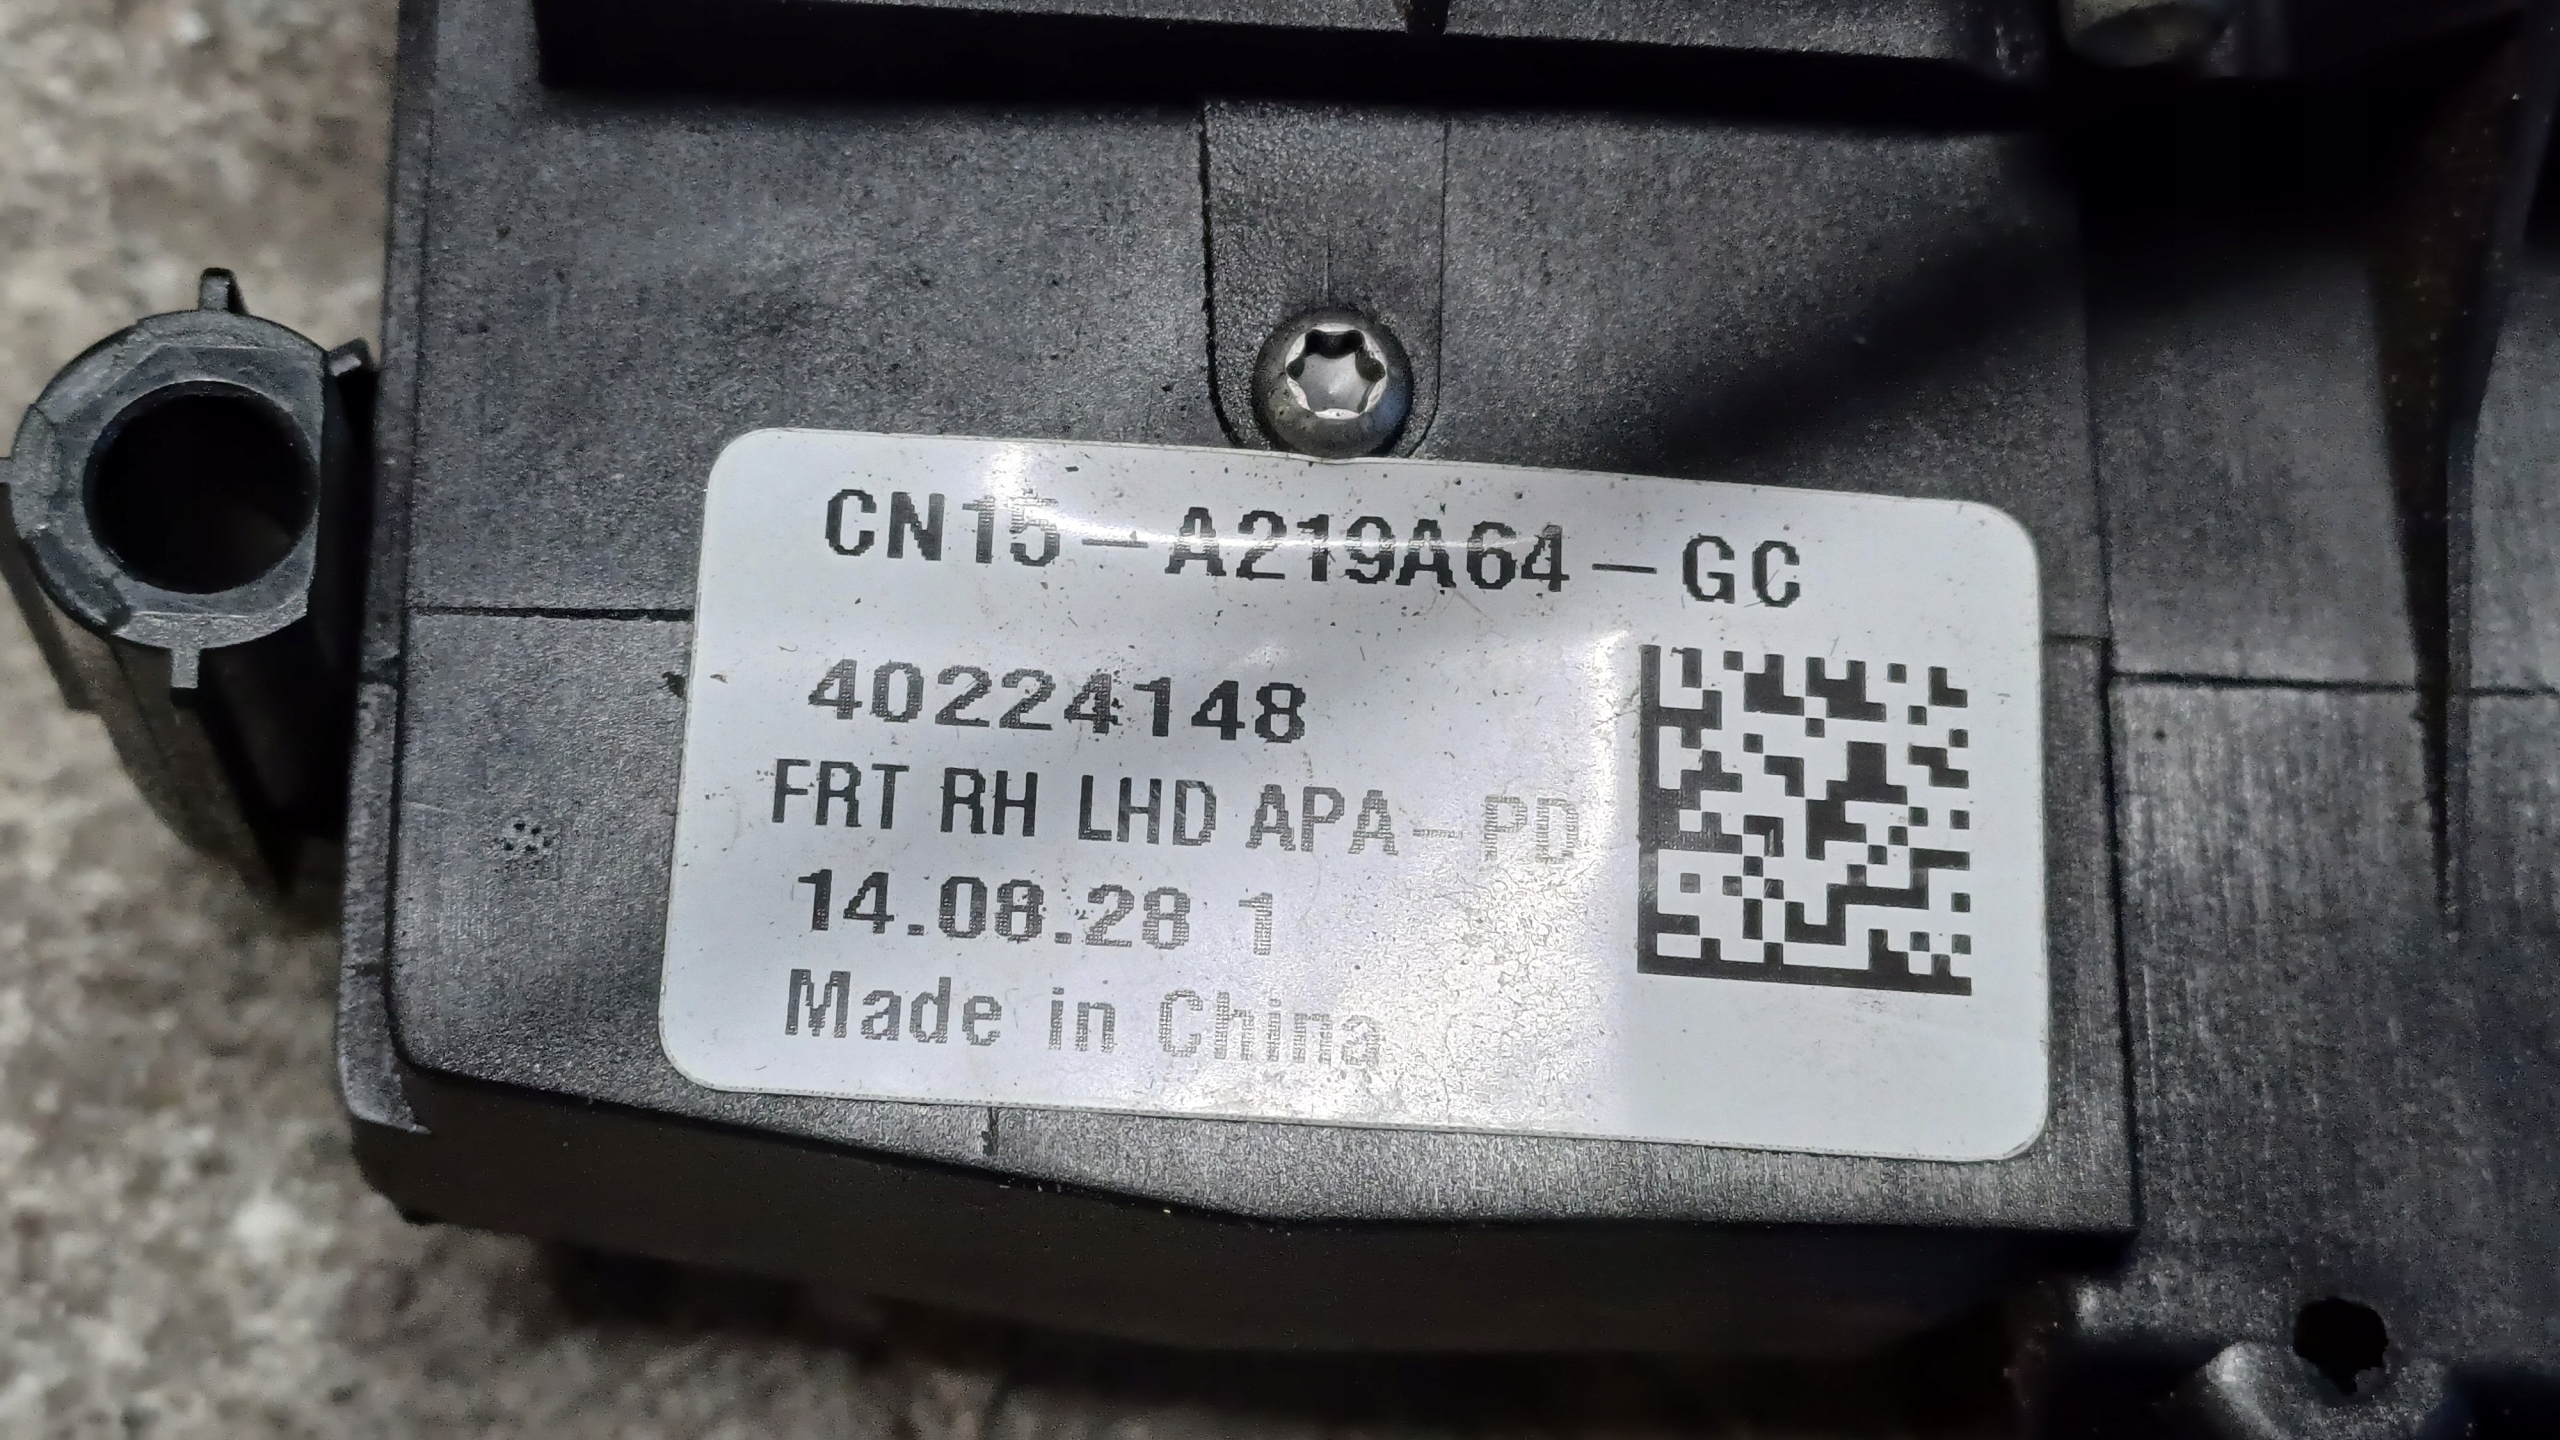 CN15-A219A64-GC
40224148
FRT RH LHD APA-PD
14.08.28 1
Made in China